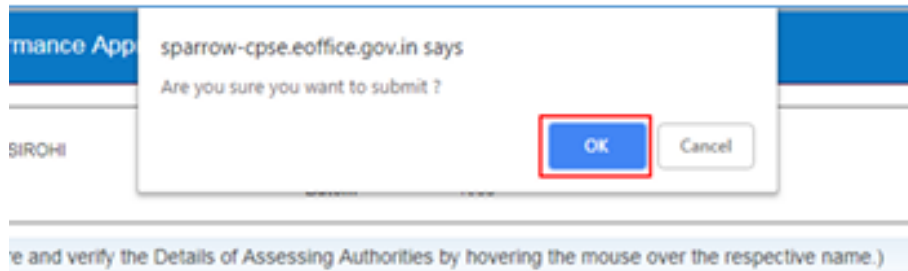 rmance App
sparrow-cpse.eoffice.gov.in says
Are you sure you want to submit ?
OK
Cancel
SIROHI
re and verify the Details of Assessing Authorities by hovering the mouse over the respective name.)